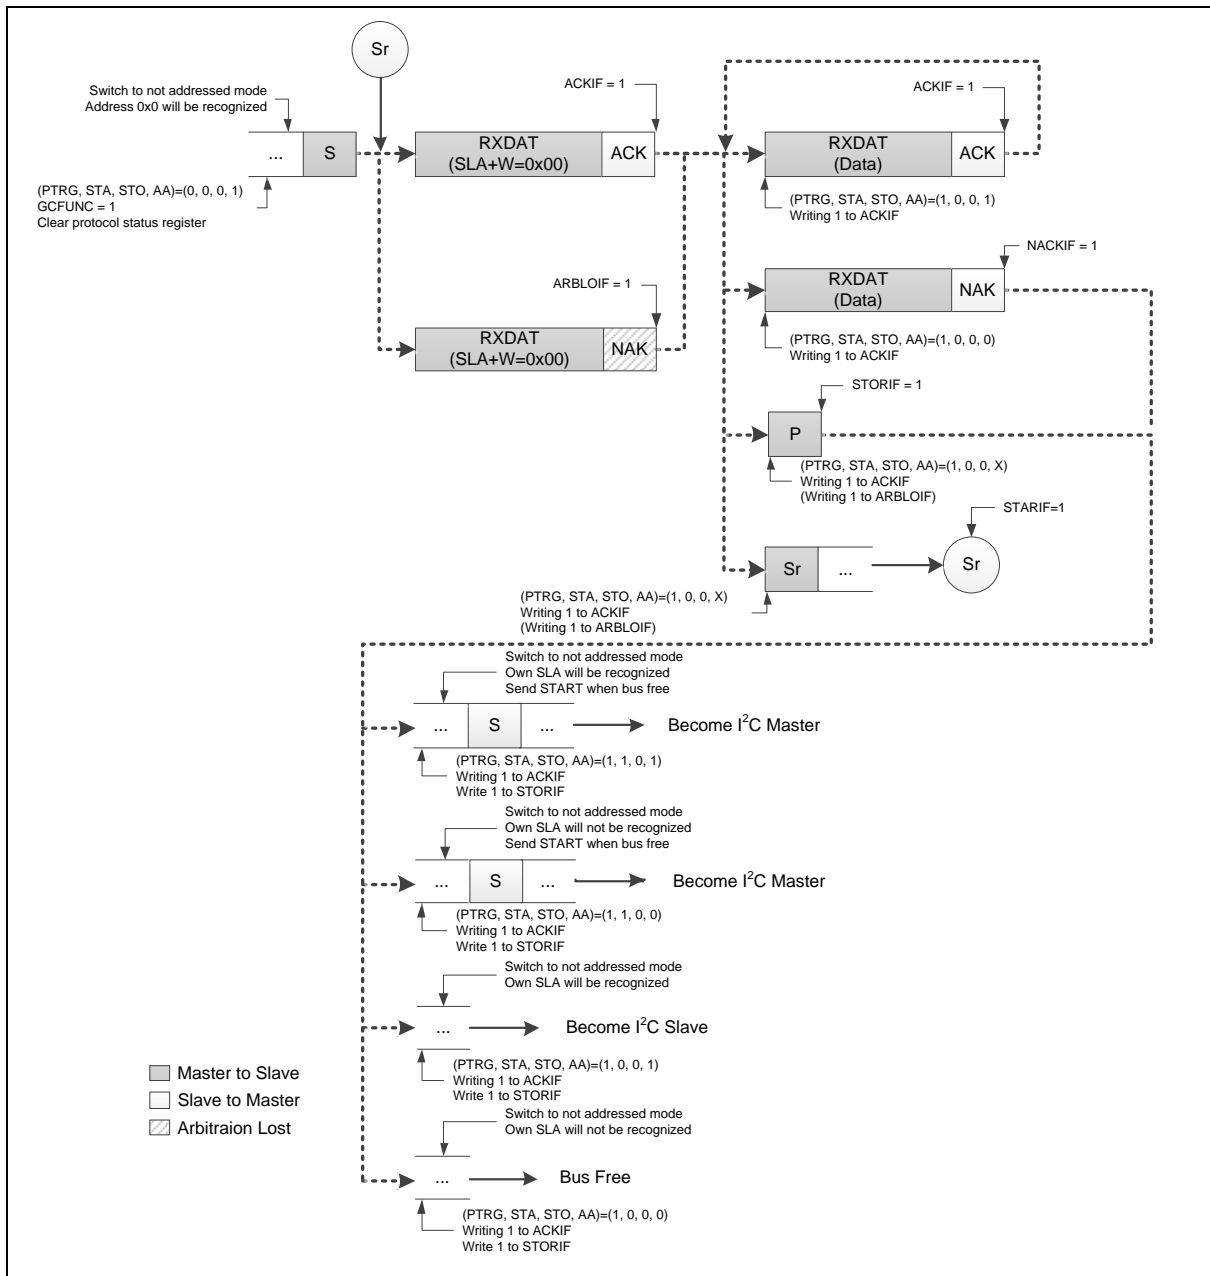 Sr
Switch to not addressed mode
Address 0x0 will be recognized
ACKIF = 1
ACKIF = 1
... S
RXDAT
(SLA+W=0x00)
ACK
RXDAT
(Data)
ACK
(PTRG, STA, STO, AA)=(0, 0, 0, 1)
GCFUNC = 1
Clear protocol status register
(PTRG, STA, STO, AA)=(1, 0, 0, 1)
Writing 1 to ACKIF
NACKIF = 1
ARBLOIF = 1
RXDAT
(Data)
NAK
RXDAT
(SLA+W=0x00)
NAK
(PTRG, STA, STO, AA)=(1, 0, 0, 0)
Writing 1 to ACKIF
STORIF = 1
P
(PTRG, STA, STO, AA)=(1, 0, 0, X)
Writing 1 to ACKIF
(Writing 1 to ARBLOIF)
STARIF=1
Sr ...
Sr
(PTRG, STA, STO, AA)=(1, 0, 0, X)
Writing 1 to ACKIF
(Writing 1 to ARBLOIF)
Switch to not addressed mode
Own SLA will be recognized
Send START when bus free
... S ...
Become I²C Master
(PTRG, STA, STO, AA)=(1, 1, 0, 1)
Writing 1 to ACKIF
Write 1 to STORIF
Switch to not addressed mode
Own SLA will not be recognized
Send START when bus free
... S ...
Become I²C Master
(PTRG, STA, STO, AA)=(1, 1, 0, 0)
Writing 1 to ACKIF
Write 1 to STORIF
Switch to not addressed mode
Own SLA will be recognized
...
Become I²C Slave
(PTRG, STA, STO, AA)=(1, 0, 0, 1)
Writing 1 to ACKIF
Write 1 to STORIF
Master to Slave
Slave to Master
Arbitraion Lost
Switch to not addressed mode
Own SLA will not be recognized
...
Bus Free
(PTRG, STA, STO, AA)=(1, 0, 0, 0)
Writing 1 to ACKIF
Write 1 to STORIF